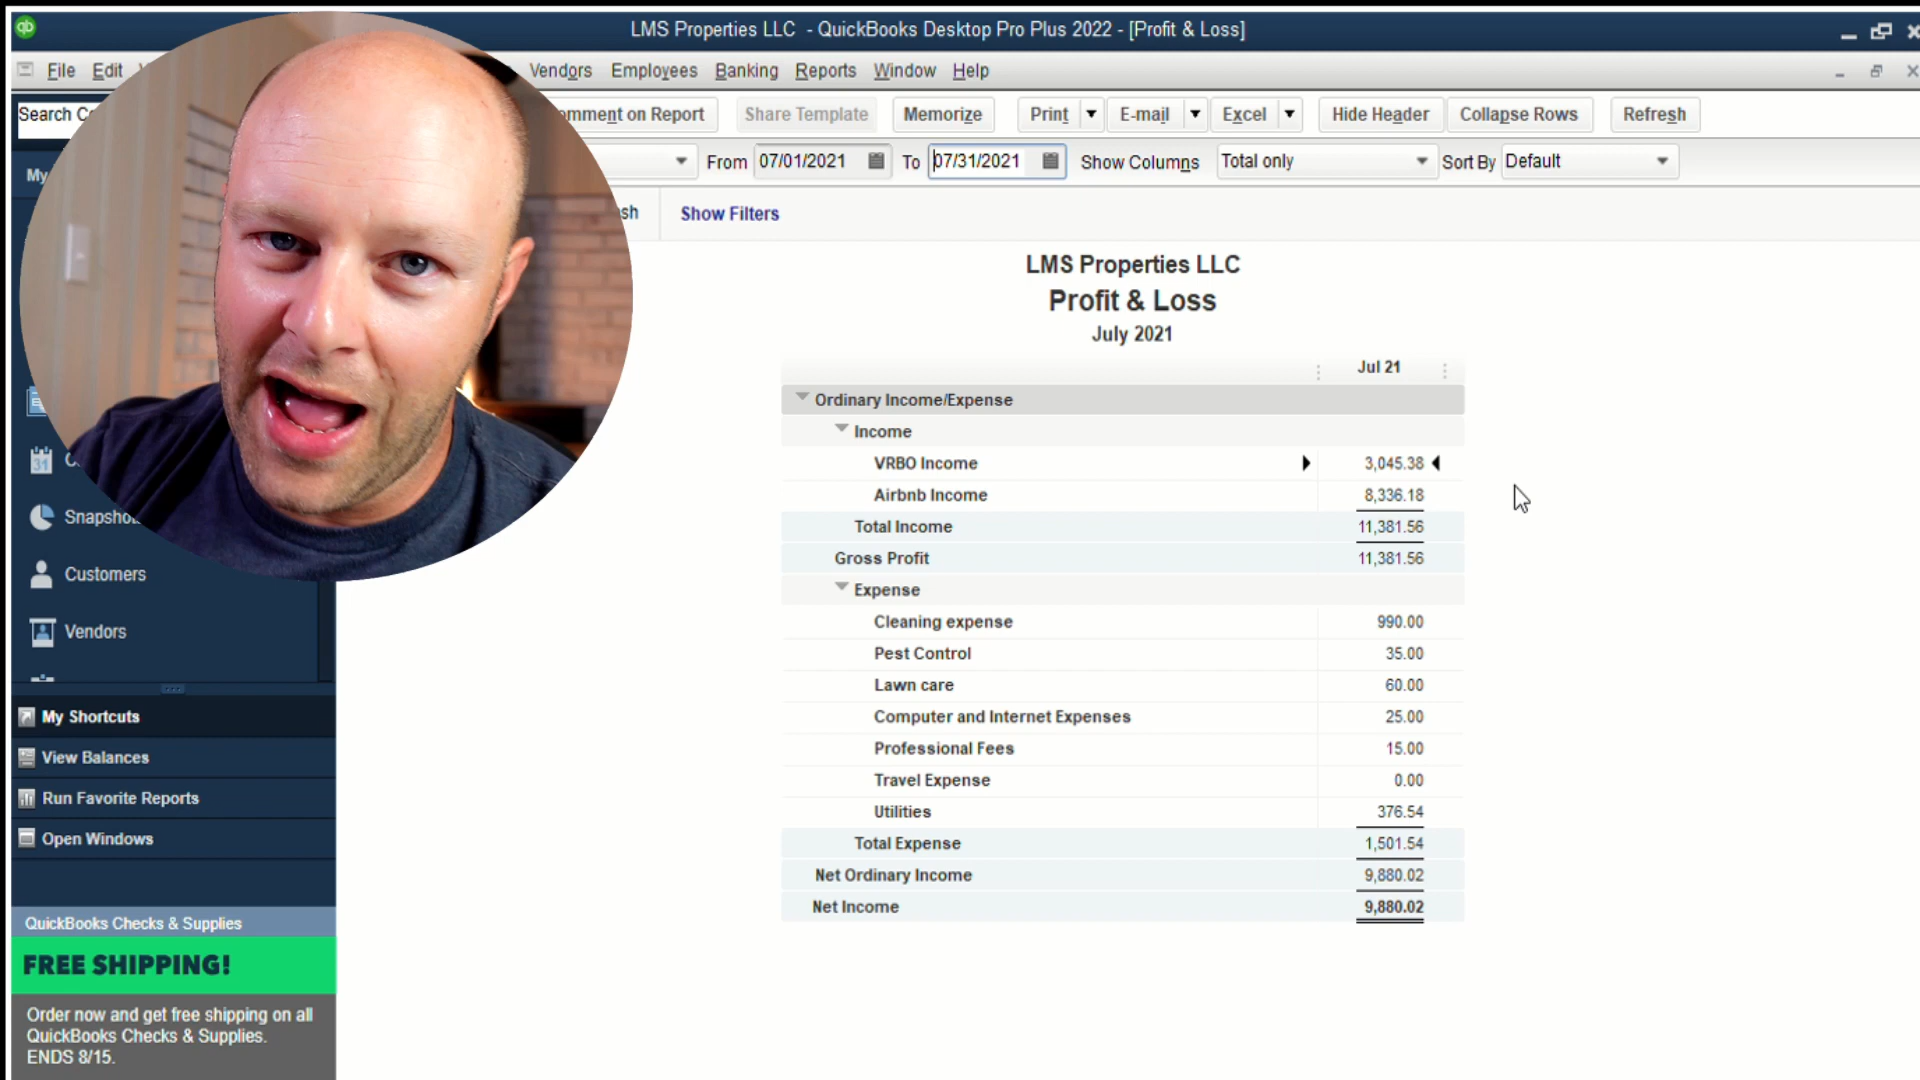 LMS Properties LLC - QuickBooks Desktop Pro Plus 2022 - [Profit & Loss]
File Edit Vendors Employees Banking Reports Window Help
Search Share Template Memorize Print E-mail Excel Hide Header Collapse Rows Refresh
omment on Report
From 07/01/2021 To 07/31/2021 Show Columns Total only Sort By Default
My
Show Filters
LMS Properties LLC
Profit & Loss
July 2021
Jul 21
Ordinary Income/Expense
Income
VRBO Income 3,045.38
Airbnb Income 8,336.18
Total Income 11,381.56
Gross Profit 11,381.56
Expense
Cleaning expense 990.00
Pest Control 35.00
Lawn care 60.00
Computer and Internet Expenses 25.00
Professional Fees 15.00
Travel Expense 0.00
Utilities 376.54
Total Expense 1,501.54
Net Ordinary Income 9,880.02
Net Income 9,880.02
31
Snapsho
Customers
Vendors
My Shortcuts
View Balances
Run Favorite Reports
Open Windows
QuickBooks Checks & Supplies
FREE SHIPPING!
Order now and get free shipping on all
QuickBooks Checks & Supplies.
ENDS 8/15.